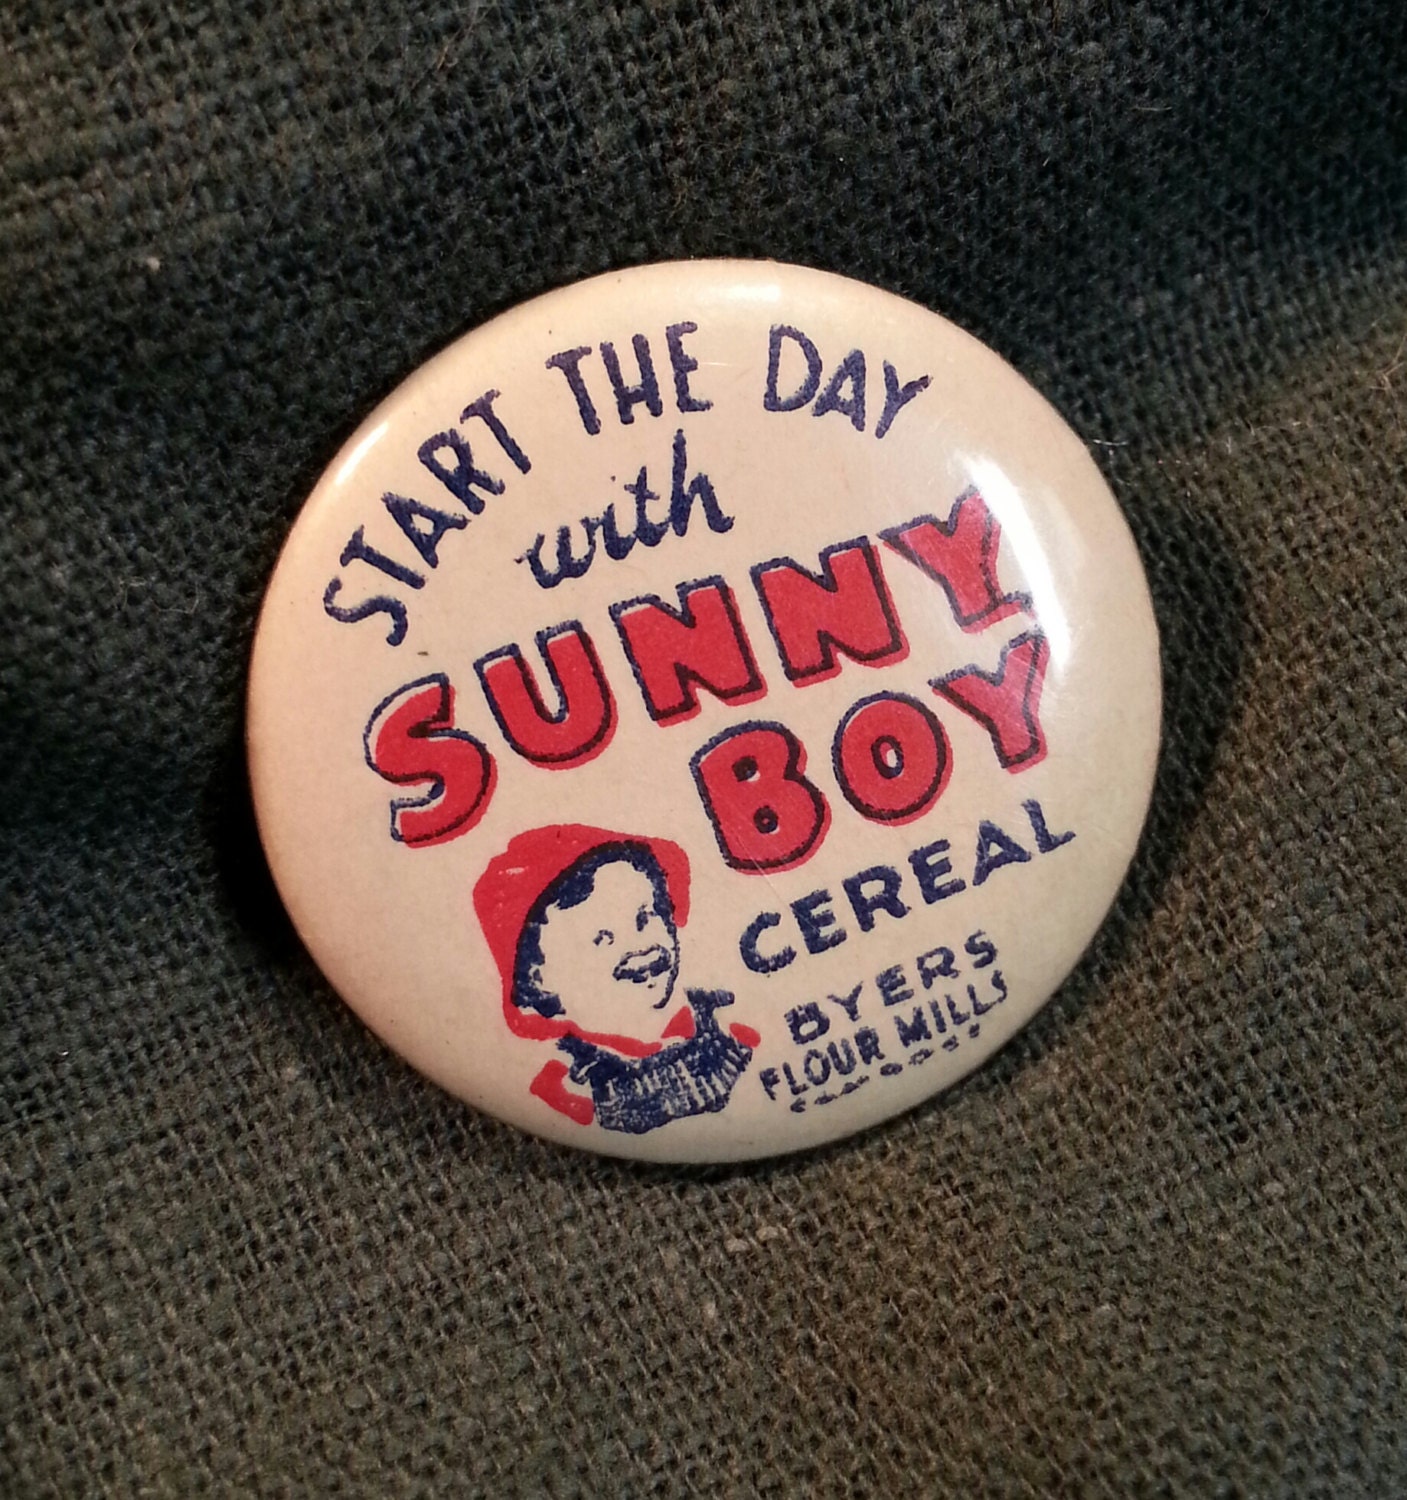 START THE DAY
with
SUNNY
BOY
CEREAL
BYERS
FLOUR MILLS